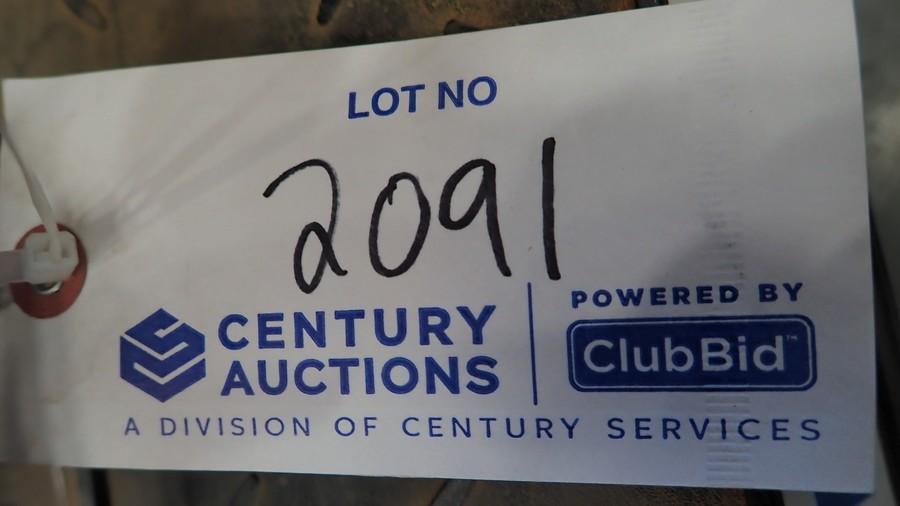 LOT NO
2091
CENTURY
AUCTIONS
POWERED BY
ClubBid™
A DIVISION OF CENTURY SERVICES